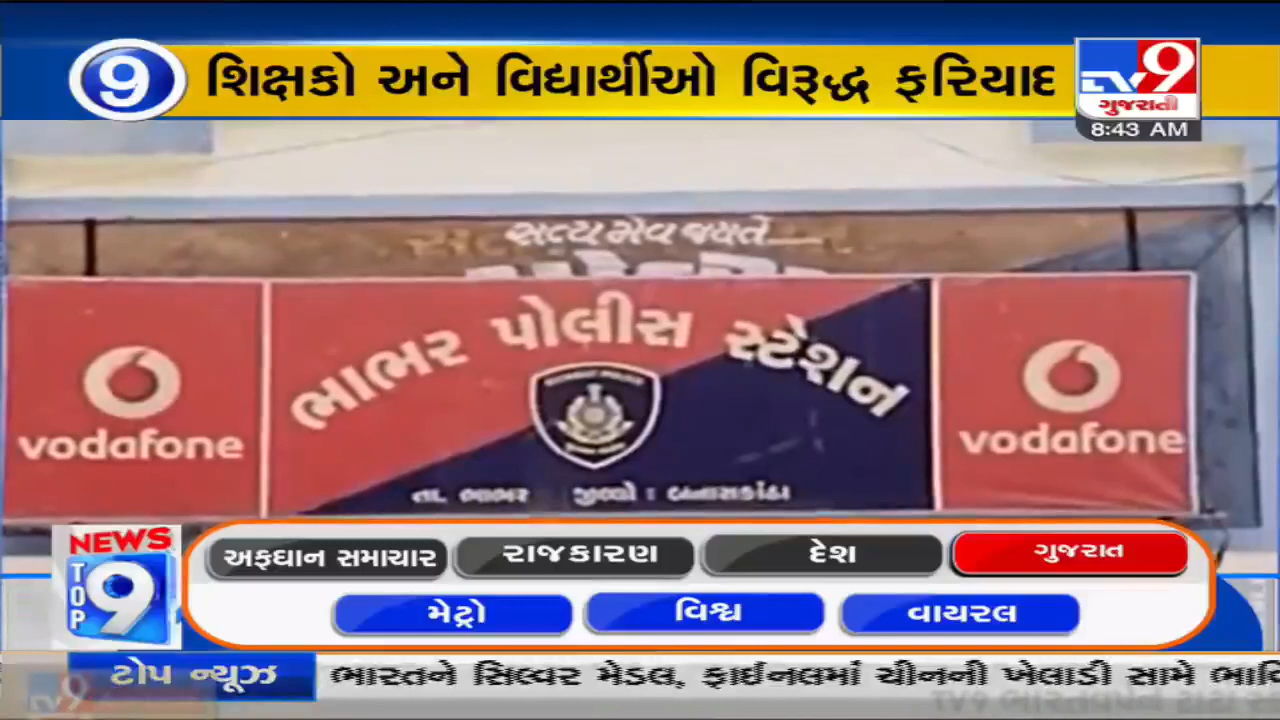 9 શિક્ષકો અને વિદ્યાર્થીઓ વિરૂદ્ધ ફરિયાદ
TV9
ગુજરાતી
8:43 AM
સત્ય મેવ જયતે
ભાભર પોલીસ સ્ટેશન
vodafone
vodafone
તા. ભાભર જીલ્લો : બનાસકાંઠા
NEWS
TOP 9
અફઘાન સમાચાર રાજકારણ દેશ ગુજરાત
મેટ્રો વિશ્વ વાયરલ
ટોપ ન્યૂઝ ભારતને સિલ્વર મેડલ, ફાઈનલમાં ચીનની ખેલાડી સામે ભાવિ
TV9